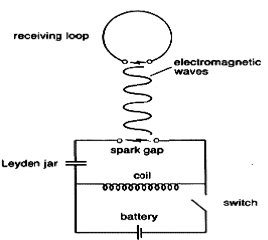 receiving loop
electromagnetic
waves
spark gap
Leyden jar
coil
switch
battery